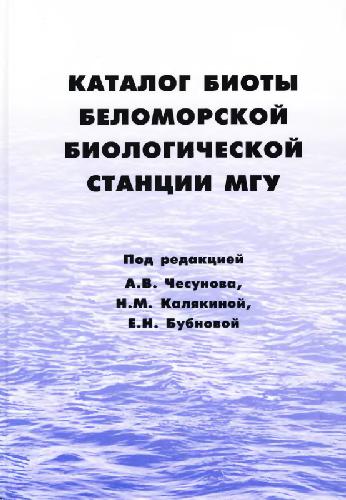 КАТАЛОГ БИОТЫ
БЕЛОМОРСКОЙ
БИОЛОГИЧЕСКОЙ
СТАНЦИИ МГУ
Под редакцией
А.В. Чесунова,
Н.М. Калякиной,
Е.Н. Бубновой